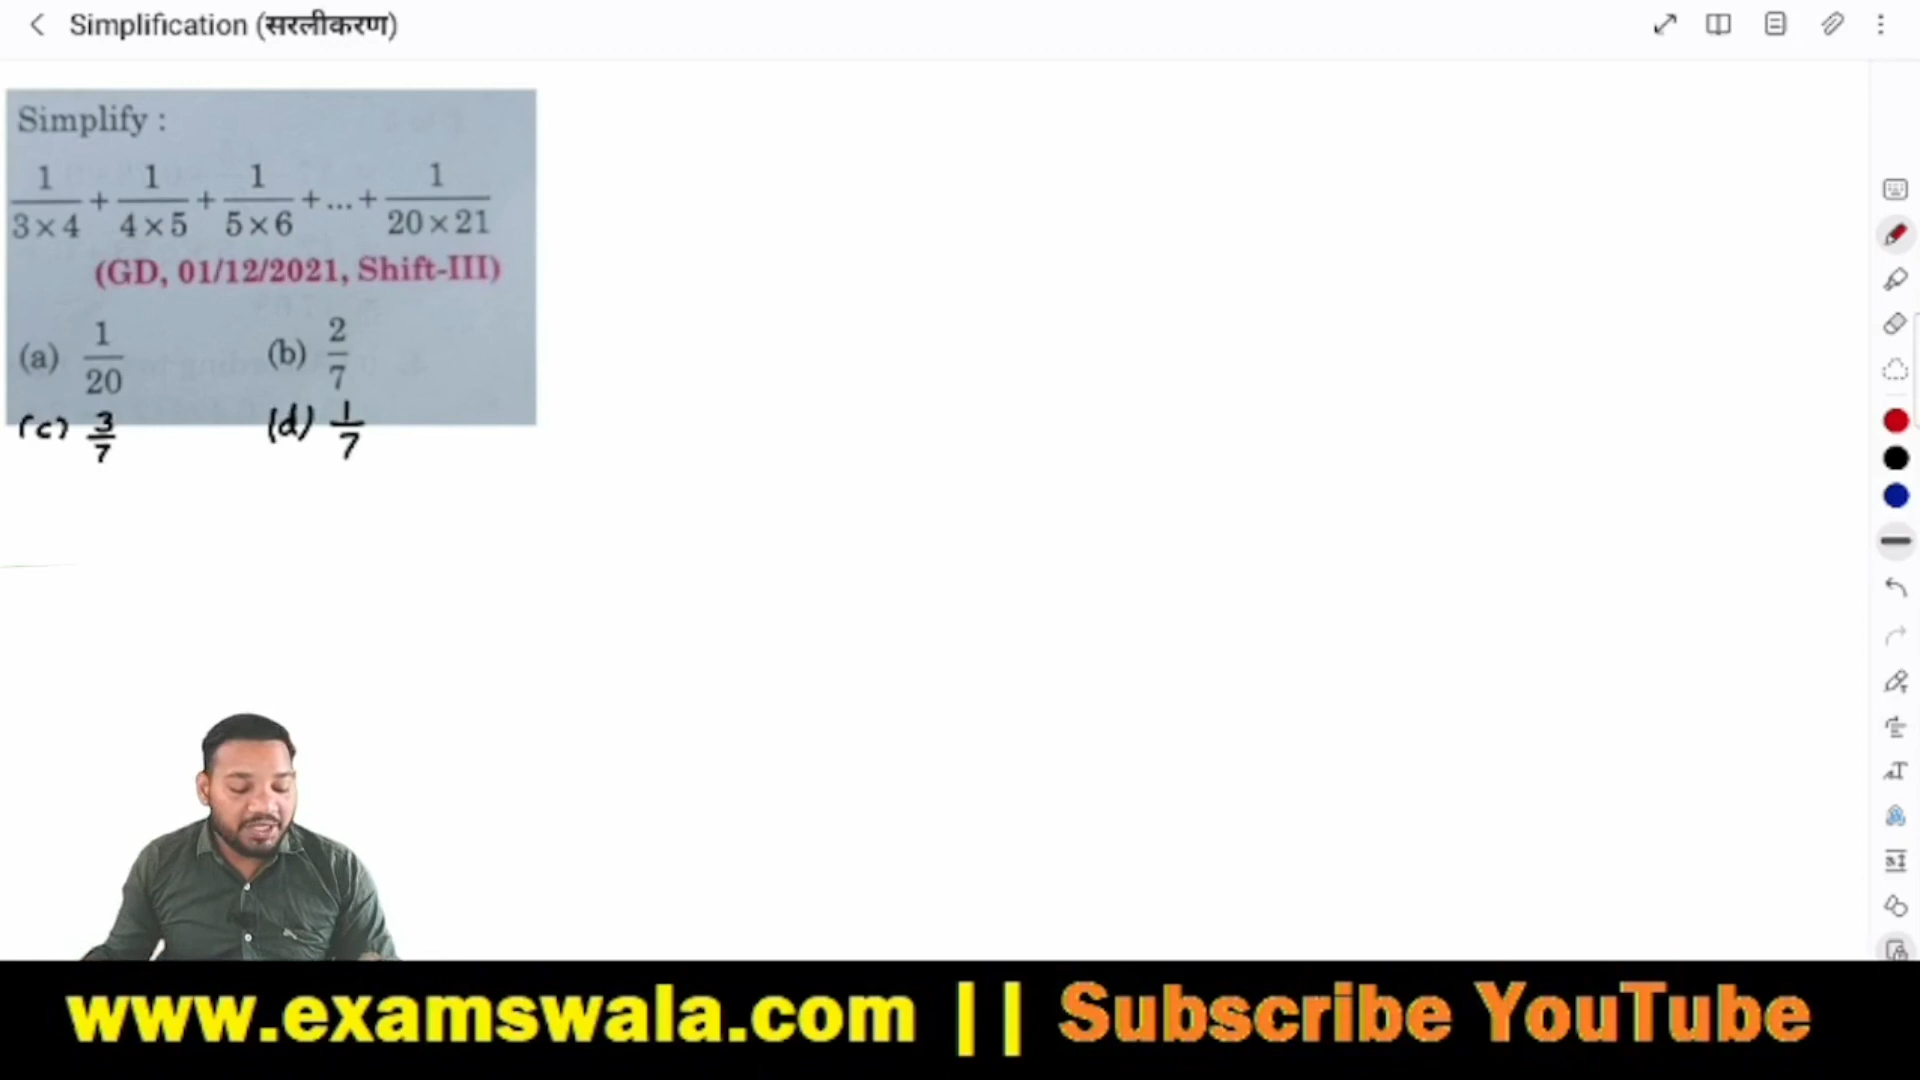 Simplification (सरलीकरण)
Simplify :
1/(3×4) + 1/(4×5) + 1/(5×6) + ... + 1/(20×21)
(GD, 01/12/2021, Shift-III)
(a) 1/20 (b) 2/7
(c) 3/7 (d) 1/7
www.examswala.com || Subscribe YouTube